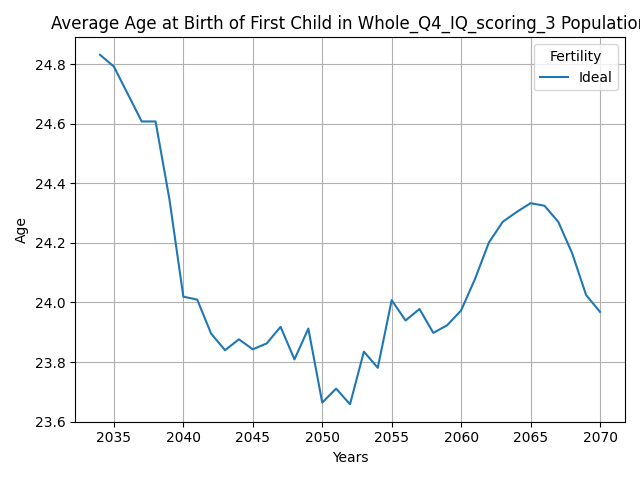 Average Age at Birth of First Child in Whole_Q4_IQ_scoring_3 Population
Fertility
Ideal
24.8
24.6
24.4
24.2
24.0
23.8
23.6
Age
2035 2040 2045 2050 2055 2060 2065 2070
Years